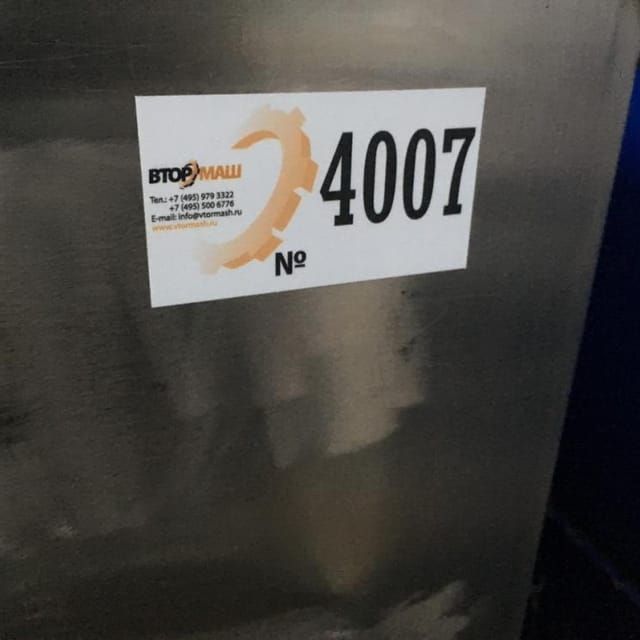 ВТОРМАШ
Тел.: +7 (495) 979 3322
+7 (495) 500 6776
E-mail: info@vtormash.ru
www.vtormash.ru
№ 4007